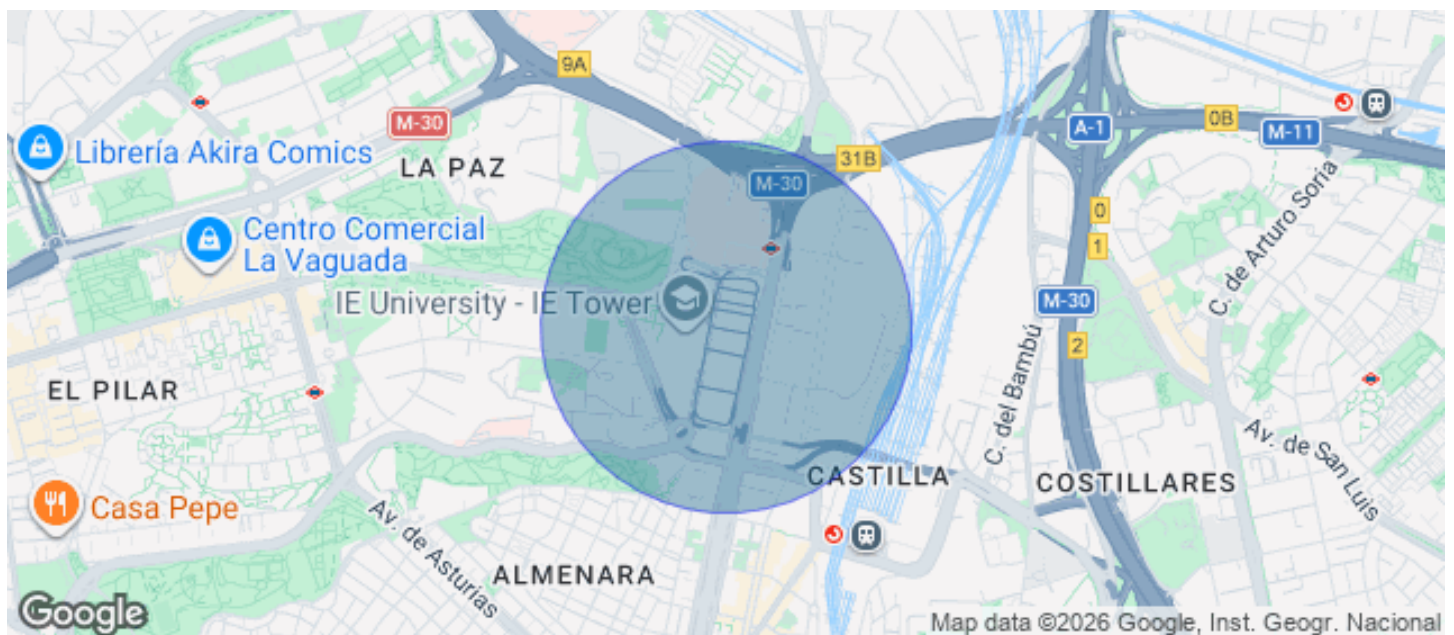 9A
M-30
0B
A-1
M-11
Librería Akira Comics
LA PAZ
31B
M-30
C. de Arturo Soria
Centro Comercial
La Vaguada
0
1
IE University - IE Tower
M-30
2
C. del Bambú
EL PILAR
Av. de San Luis
CASTILLA
COSTILLARES
Casa Pepe
Av. de Asturias
ALMENARA
Google
Map data ©2026 Google, Inst. Geogr. Nacional